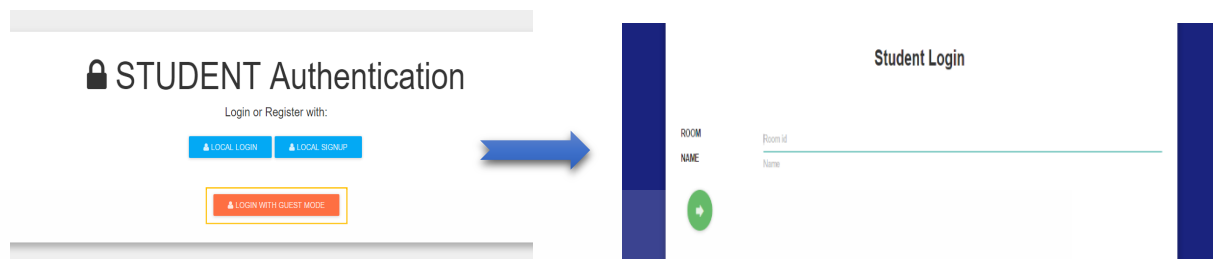 STUDENT Authentication
Login or Register with:
LOCAL LOGIN LOCAL SIGNUP
LOGIN WITH GUEST MODE
Student Login
ROOM Room id
NAME Name